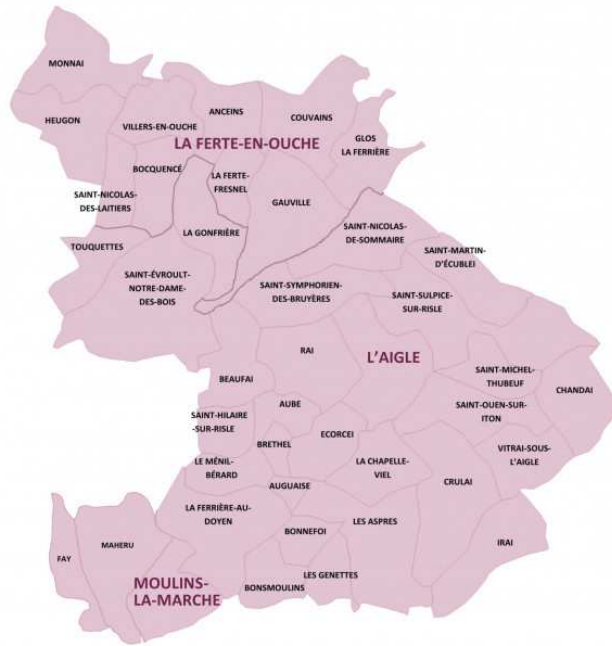 MONNAI
HEUGON
VILLERS-EN-OUCHE
ANCEINS
COUVAINS
GLOS
LA FERRIÈRE
LA FERTE-EN-OUCHE
BOCQUENCÉ
LA FERTE-
FRESNEL
GAUVILLE
SAINT-NICOLAS-
DES-LAITIERS
TOUQUETTES
LA GONFRIÈRE
SAINT-NICOLAS-
DE-SOMMAIRE
SAINT-MARTIN-
D'ÉCUBLEI
SAINT-ÉVROULT-
NOTRE-DAME-
DES-BOIS
SAINT-SYMPHORIEN-
DES-BRUYÈRES
SAINT-SULPICE-
SUR-RISLE
RAI
L'AIGLE
BEAUFAI
SAINT-MICHEL-
THUBEUF
CHANDAI
AUBE
SAINT-OUEN-SUR-
ITON
SAINT-HILAIRE
-SUR-RISLE
ECORCEI
BRETHEL
VITRAI-SOUS-
L'AIGLE
LE MÉNIL-
BÉRARD
LA CHAPELLE-
VIEL
CRULAI
AUGUAISE
LA FERRIÈRE-AU-
DOYEN
LES ASPRES
BONNEFOI
IRAI
MAHERU
FAY
LES GENETTES
BONSMOULINS
MOULINS-
LA-MARCHE